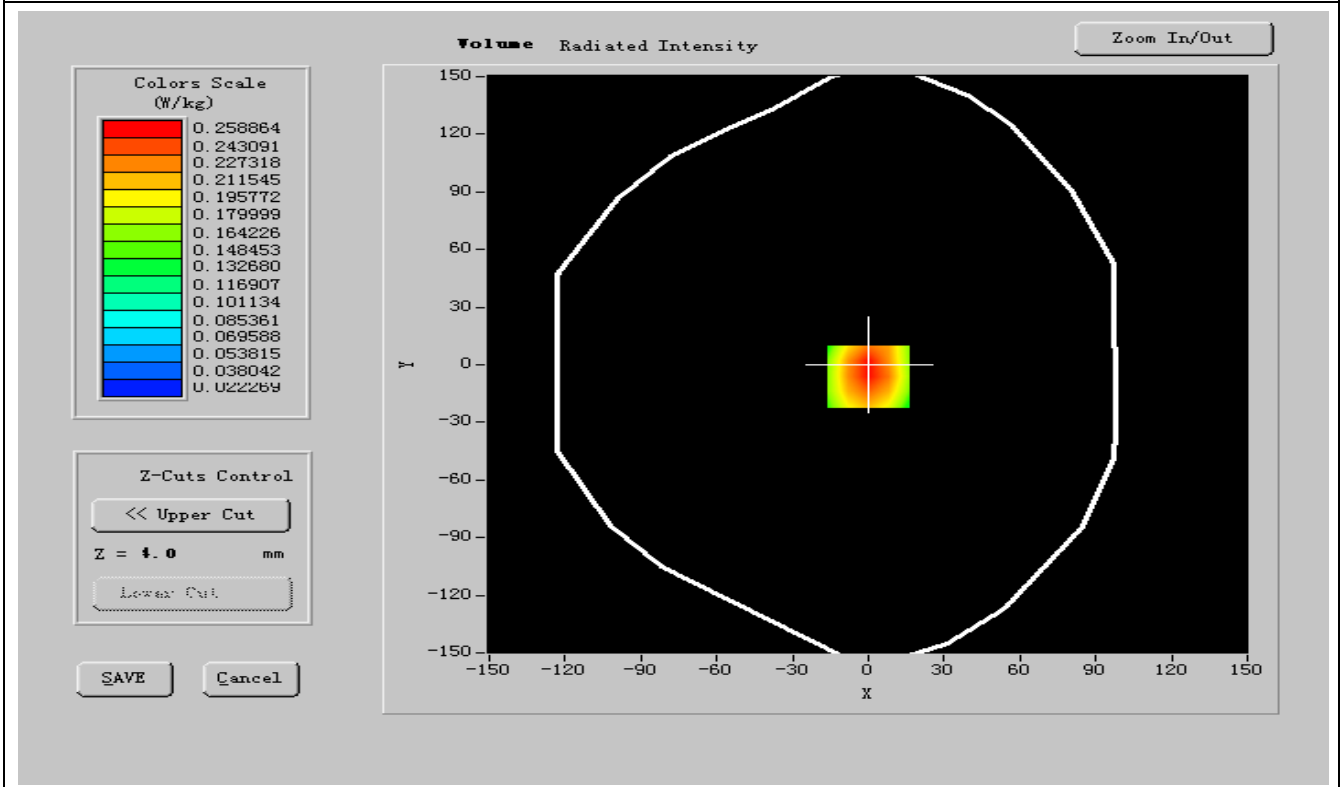 Volume Radiated Intensity
Zoom In/Out
Colors Scale
(W/kg)
0.258864
0.243091
0.227318
0.211545
0.195772
0.179999
0.164226
0.148453
0.132680
0.116907
0.101134
0.085361
0.069588
0.053815
0.038042
0.022269
Z-Cuts Control
<< Upper Cut
Z = 4.0 mm
Lower Cut
SAVE
Cancel
150
120
90
60
30
0
-30
-60
-90
-120
-150
Y
-150 -120 -90 -60 -30 0 30 60 90 120 150
X